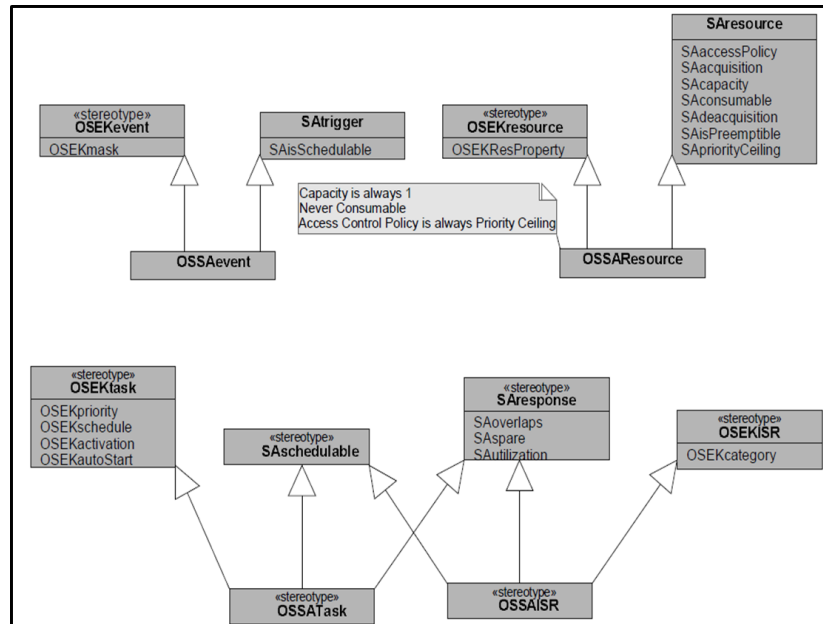 SAresource
SAaccessPolicy
SAacquisition
SAcapacity
SAconsumable
SAdeacquisition
SAisPreemptible
SApriorityCeiling
«stereotype»
OSEKevent
OSEKmask
SAtrigger
SAisSchedulable
«stereotype»
OSEKresource
OSEKResProperty
Capacity is always 1
Never Consumable
Access Control Policy is always Priority Ceiling
OSSAevent
OSSAResource
«stereotype»
OSEKtask
OSEKpriority
OSEKschedule
OSEKactivation
OSEKautoStart
«stereotype»
SAschedulable
«stereotype»
SAresponse
SAoverlaps
SAspare
SAutilization
«stereotype»
OSEKISR
OSEKcategory
«stereotype»
OSSATask
«stereotype»
OSSAISR